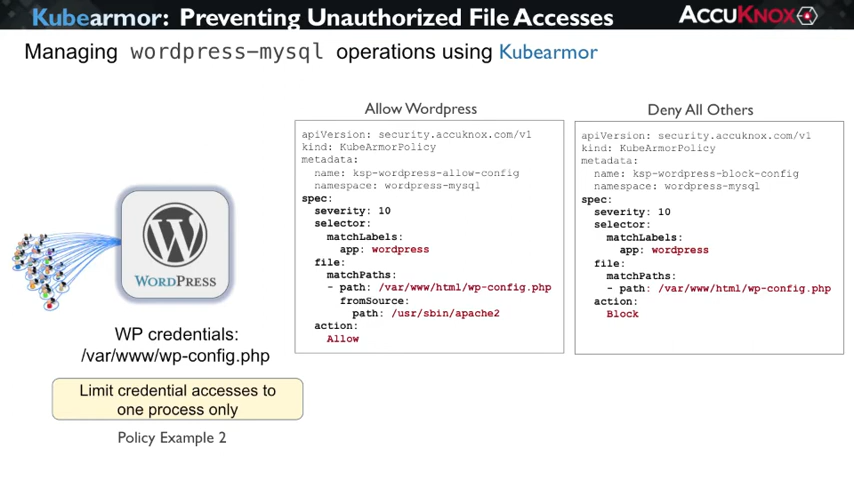 Kubearmor: Preventing Unauthorized File Accesses
ACCUKNOX
Managing wordpress-mysql operations using Kubearmor
Allow Wordpress
apiVersion: security.accuknox.com/v1
kind: KubeArmorPolicy
metadata:
  name: ksp-wordpress-allow-config
  namespace: wordpress-mysql
spec:
  severity: 10
  selector:
    matchLabels:
      app: wordpress
  file:
    matchPaths:
    - path: /var/www/html/wp-config.php
      fromSource:
        path: /usr/sbin/apache2
  action:
    Allow
Deny All Others
apiVersion: security.accuknox.com/v1
kind: KubeArmorPolicy
metadata:
  name: ksp-wordpress-block-config
  namespace: wordpress-mysql
spec:
  severity: 10
  selector:
    matchLabels:
      app: wordpress
  file:
    matchPaths:
    - path: /var/www/html/wp-config.php
  action:
    Block
WORDPRESS
WP credentials:
/var/www/wp-config.php
Limit credential accesses to
one process only
Policy Example 2